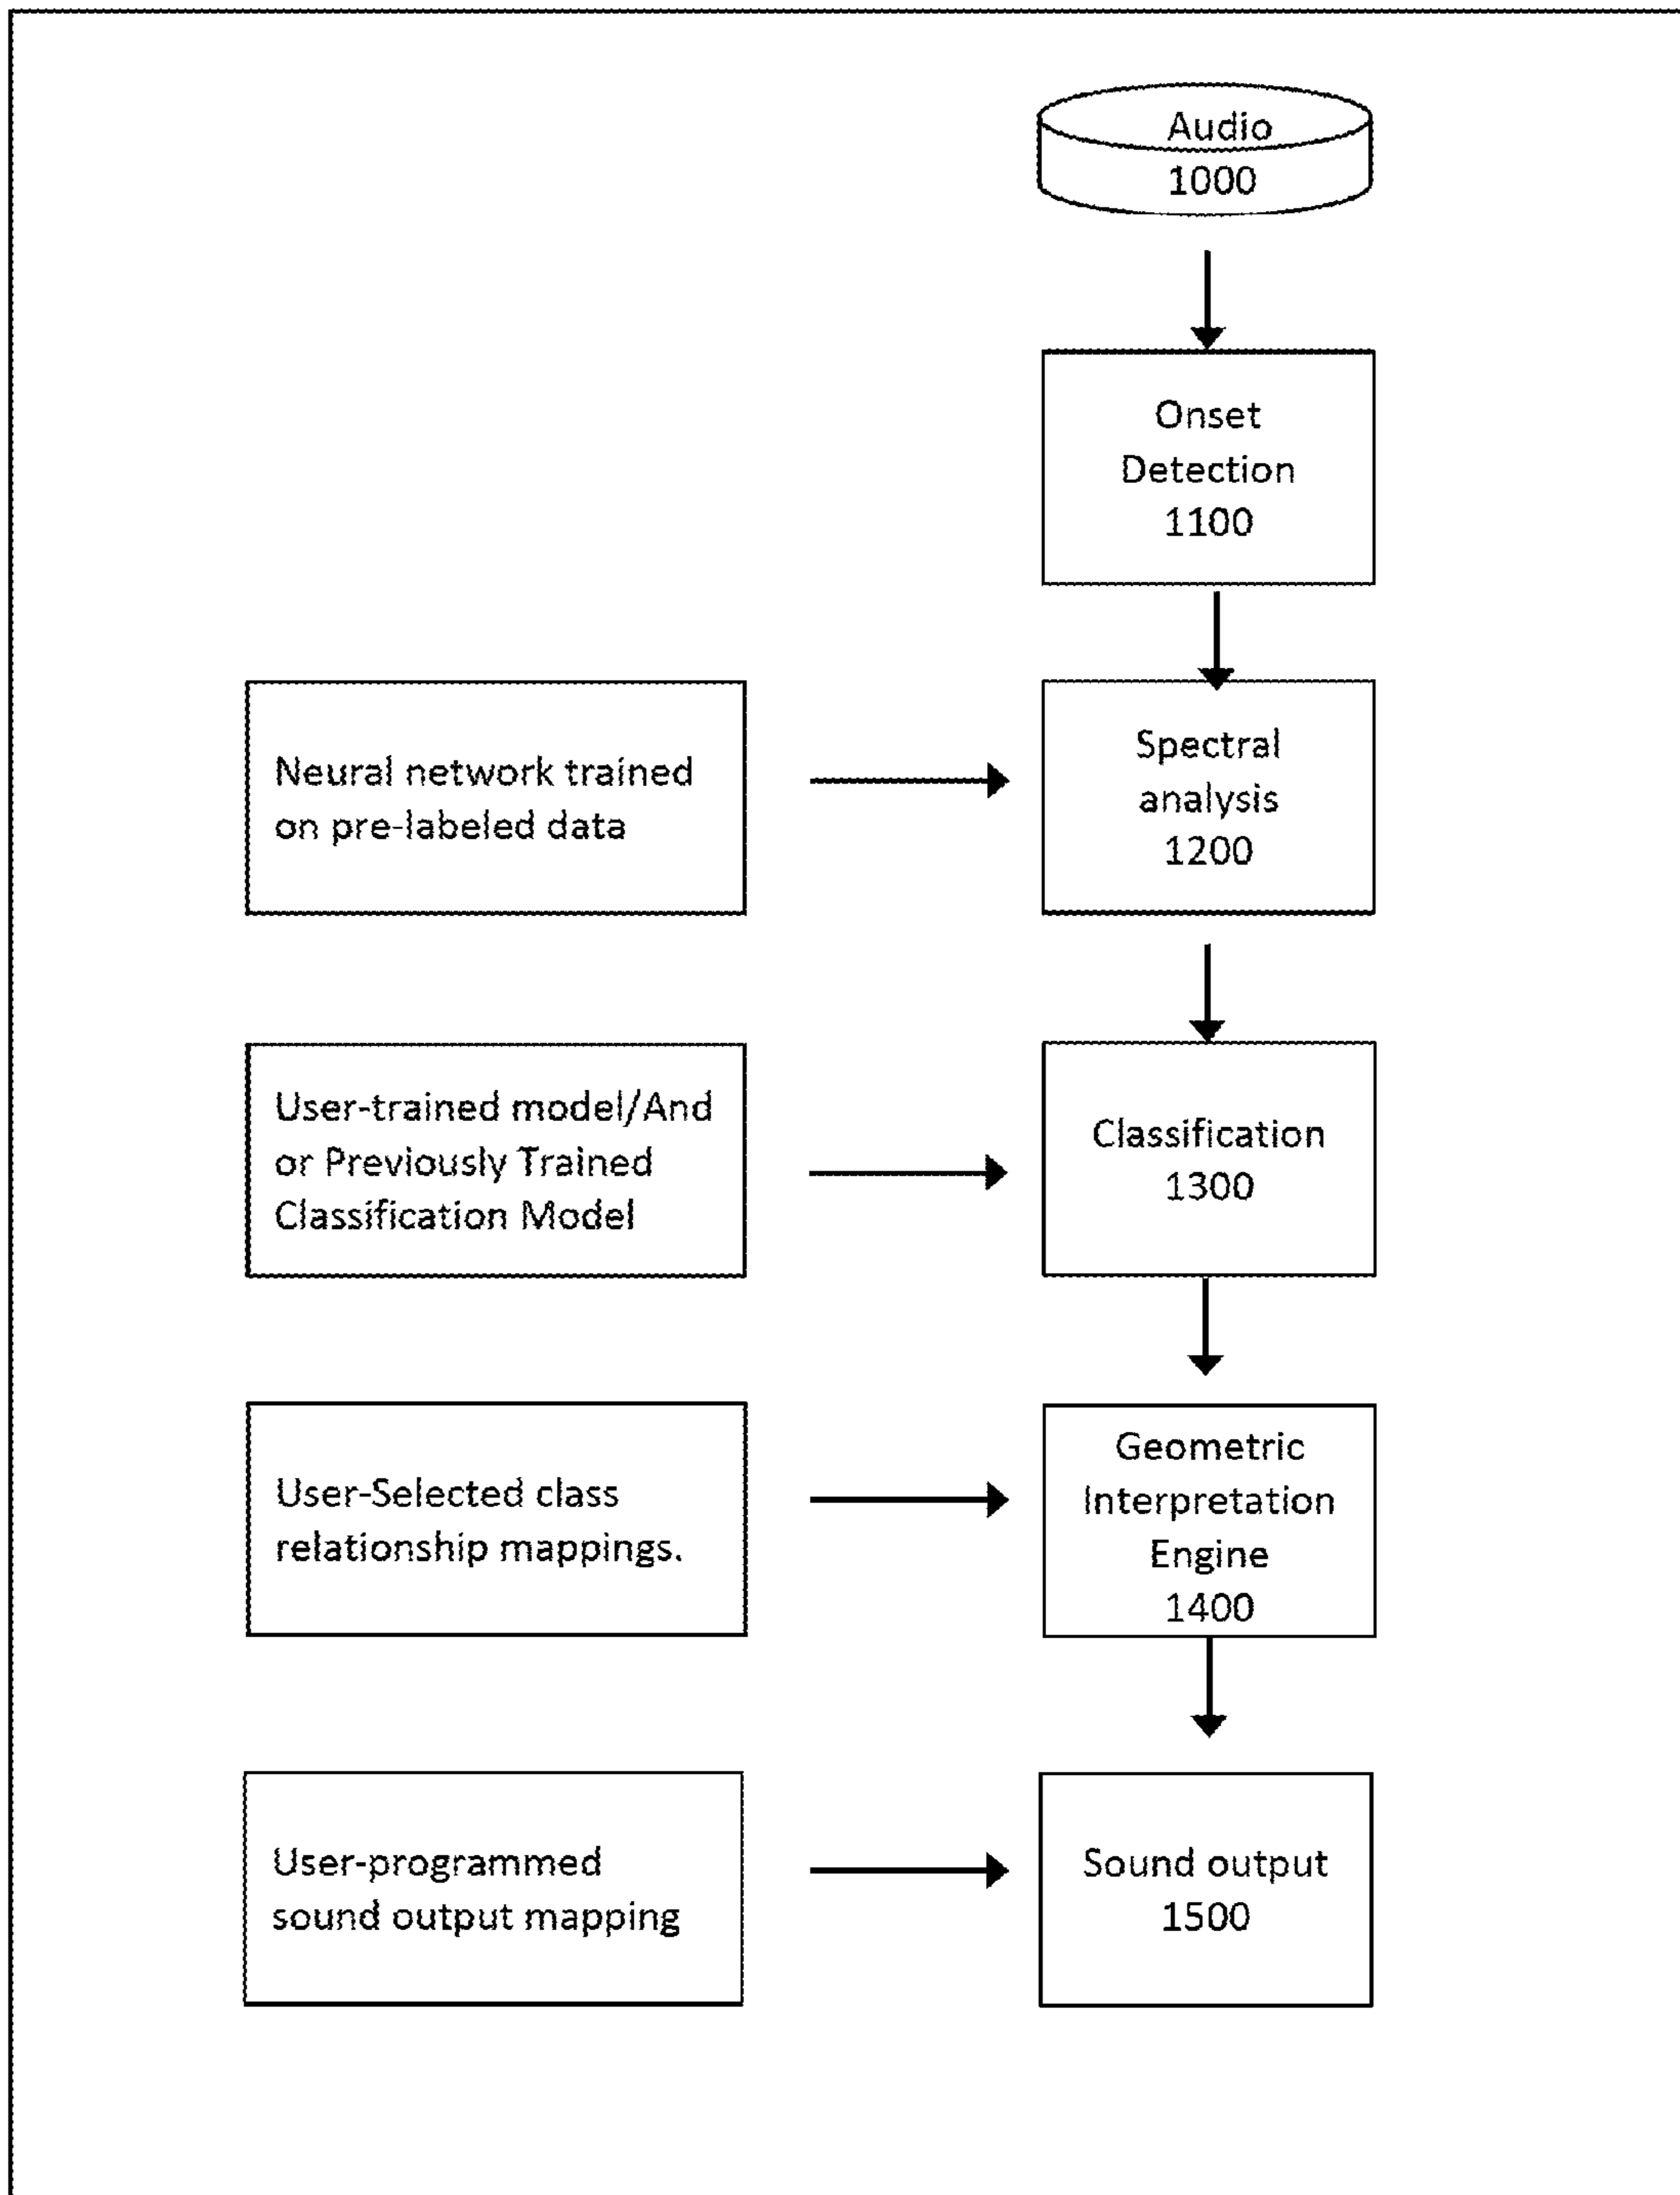 Audio
1000
Onset
Detection
1100
Neural network trained
on pre-labeled data
Spectral
analysis
1200
User-trained model/And
or Previously Trained
Classification Model
Classification
1300
User-Selected class
relationship mappings.
Geometric
Interpretation
Engine
1400
User-programmed
sound output mapping
Sound output
1500